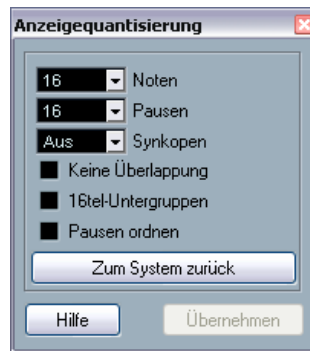 Anzeigequantisierung
16 Noten
16 Pausen
Aus Synkopen
Keine Überlappung
16tel-Untergruppen
Pausen ordnen
Zum System zurück
Hilfe Übernehmen